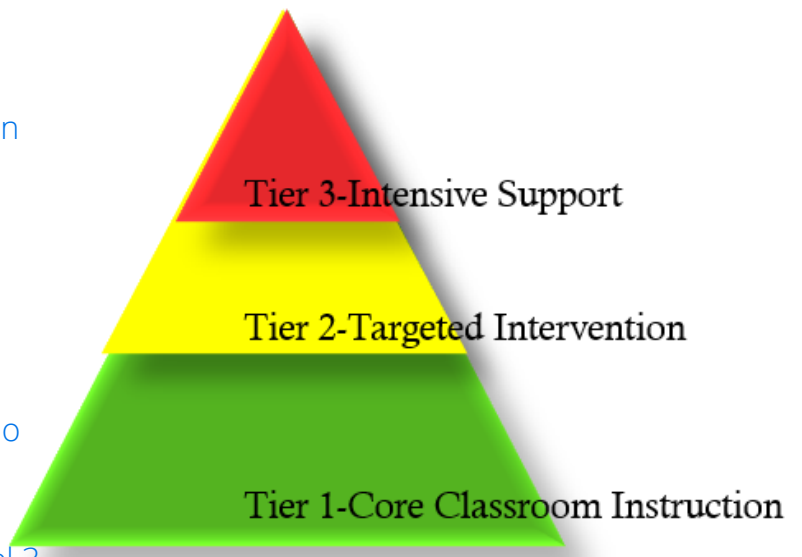 n
Tier 3-Intensive Support
Tier 2-Targeted Intervention
o
Tier 1-Core Classroom Instruction